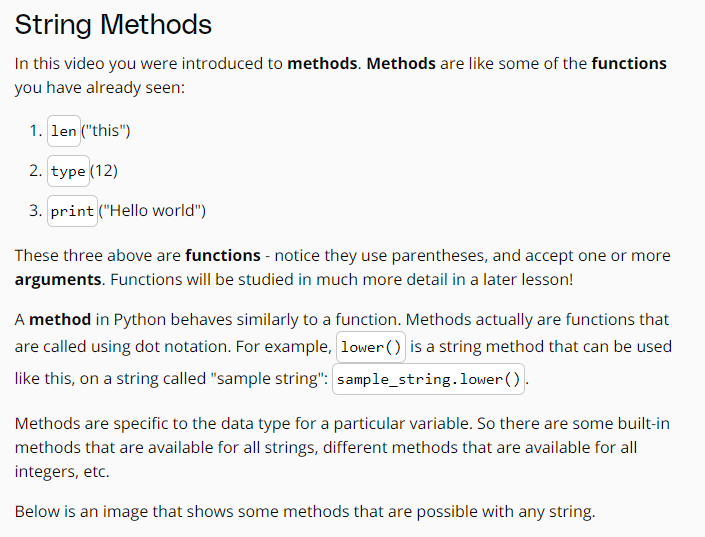 String Methods
In this video you were introduced to methods. Methods are like some of the functions
you have already seen:
1. len("this")
2. type(12)
3. print("Hello world")
These three above are functions - notice they use parentheses, and accept one or more
arguments. Functions will be studied in much more detail in a later lesson!
A method in Python behaves similarly to a function. Methods actually are functions that
are called using dot notation. For example, lower() is a string method that can be used
like this, on a string called "sample string": sample_string.lower().
Methods are specific to the data type for a particular variable. So there are some built-in
methods that are available for all strings, different methods that are available for all
integers, etc.
Below is an image that shows some methods that are possible with any string.